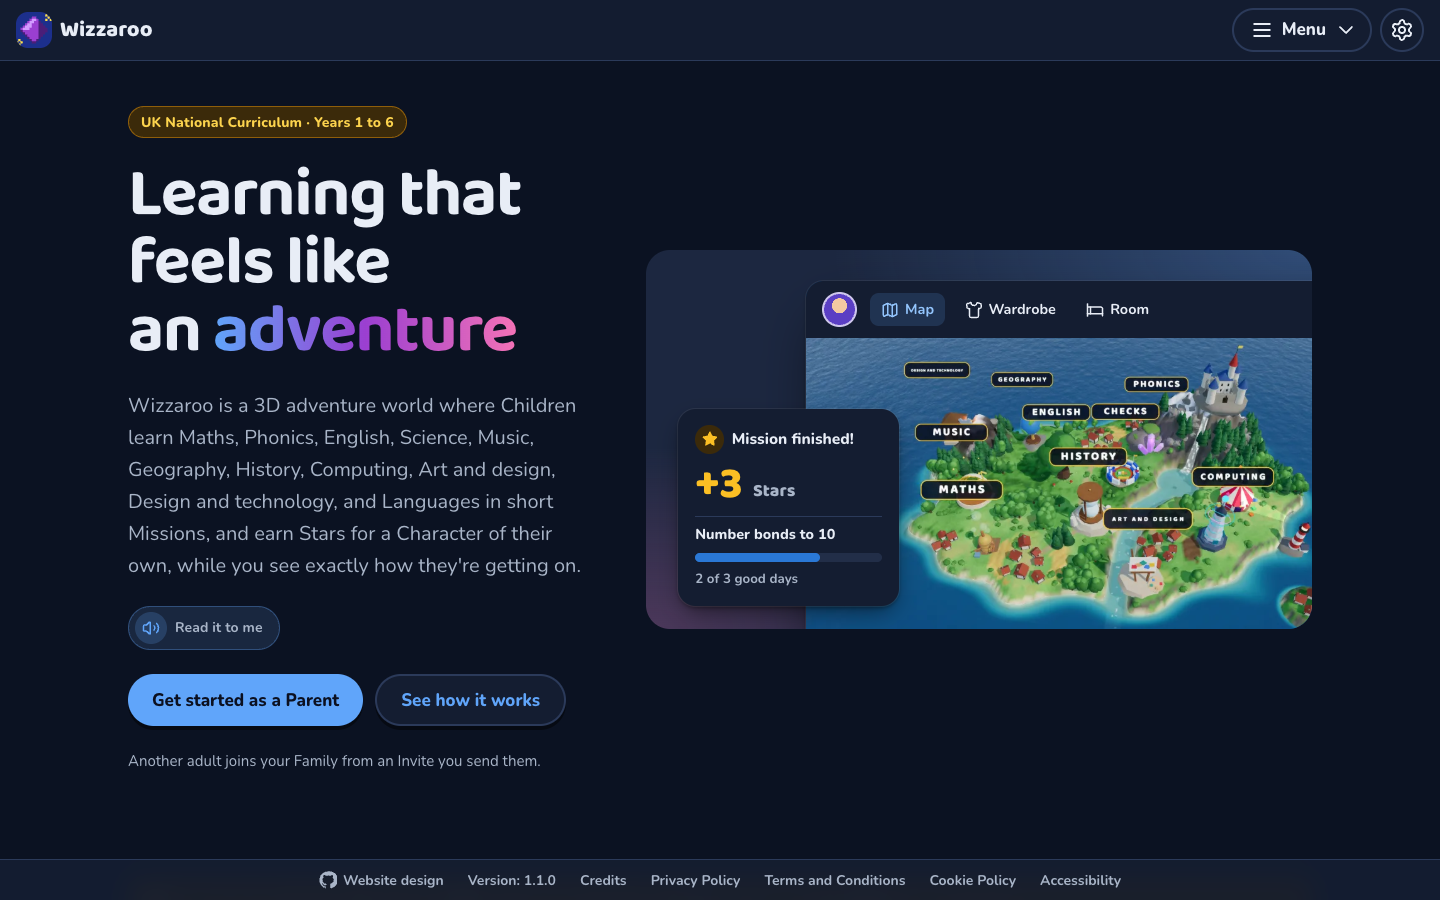 Wizzaroo
Menu
UK National Curriculum · Years 1 to 6
Learning that
feels like
an adventure
Wizzaroo is a 3D adventure world where Children
learn Maths, Phonics, English, Science, Music,
Geography, History, Computing, Art and design,
Design and technology, and Languages in short
Missions, and earn Stars for a Character of their
own, while you see exactly how they're getting on.
Read it to me
Get started as a Parent
See how it works
Another adult joins your Family from an Invite you send them.
Map
Wardrobe
Room
DESIGN AND TECHNOLOGY
GEOGRAPHY
PHONICS
ENGLISH
CHECKS
MUSIC
HISTORY
COMPUTING
MATHS
ART AND DESIGN
Mission finished!
+3 Stars
Number bonds to 10
2 of 3 good days
Website design
Version: 1.1.0
Credits
Privacy Policy
Terms and Conditions
Cookie Policy
Accessibility